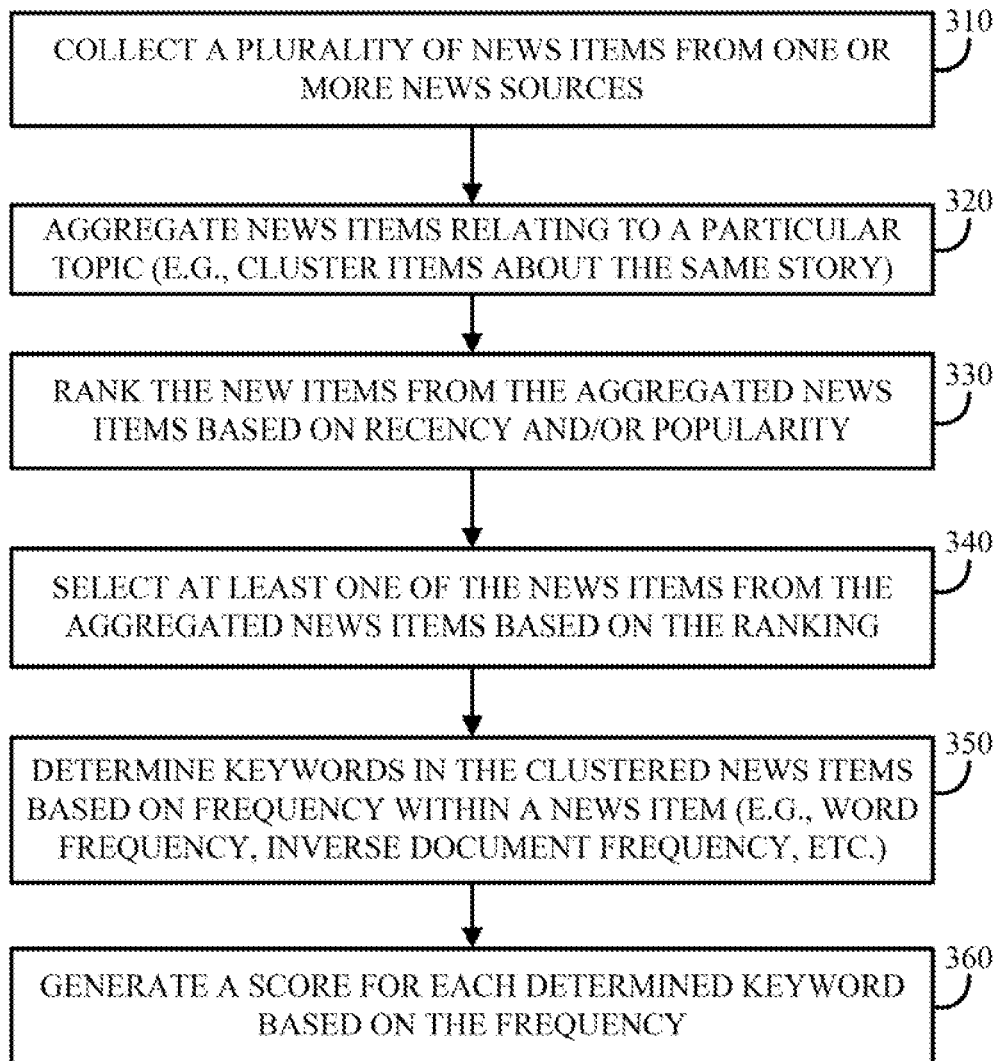 310
COLLECT A PLURALITY OF NEWS ITEMS FROM ONE OR
MORE NEWS SOURCES
320
AGGREGATE NEWS ITEMS RELATING TO A PARTICULAR
TOPIC (E.G., CLUSTER ITEMS ABOUT THE SAME STORY)
330
RANK THE NEW ITEMS FROM THE AGGREGATED NEWS
ITEMS BASED ON RECENCY AND/OR POPULARITY
340
SELECT AT LEAST ONE OF THE NEWS ITEMS FROM THE
AGGREGATED NEWS ITEMS BASED ON THE RANKING
350
DETERMINE KEYWORDS IN THE CLUSTERED NEWS ITEMS
BASED ON FREQUENCY WITHIN A NEWS ITEM (E.G., WORD
FREQUENCY, INVERSE DOCUMENT FREQUENCY, ETC.)
360
GENERATE A SCORE FOR EACH DETERMINED KEYWORD
BASED ON THE FREQUENCY